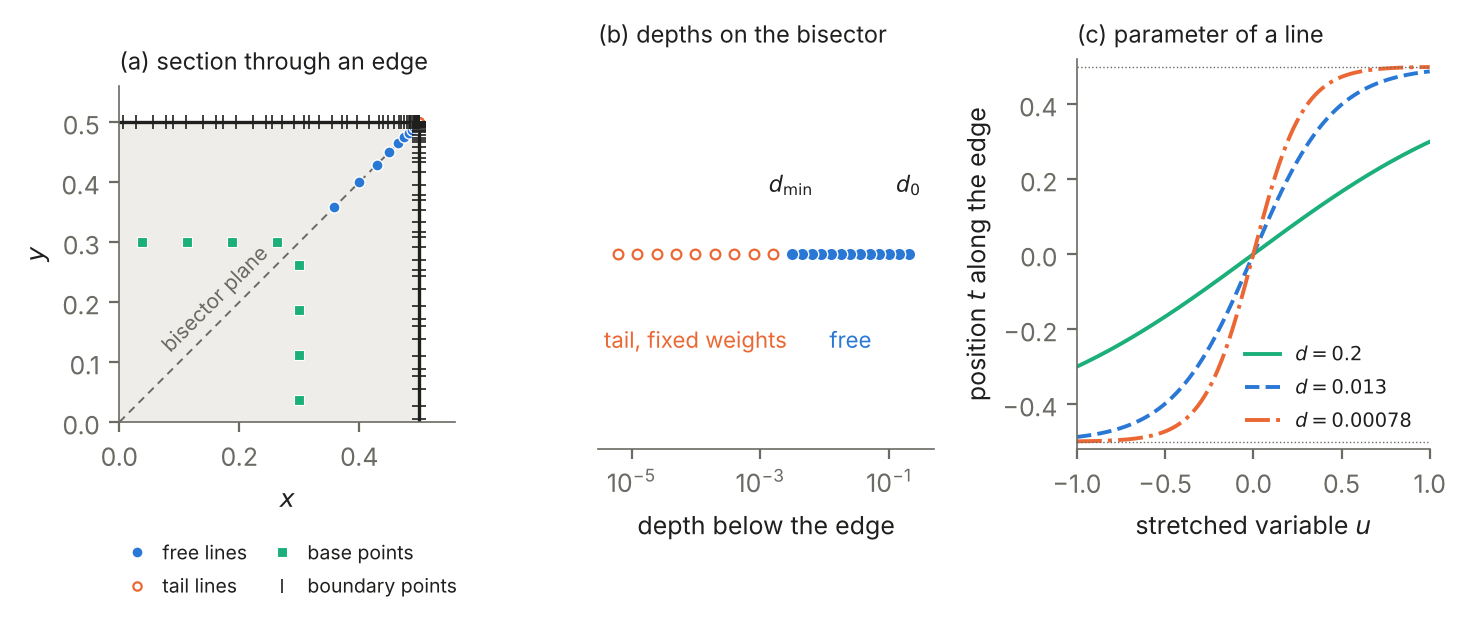 (a) section through an edge
0.5
0.4
0.3
0.2
0.1
0.0
y
bisector plane
0.0 0.2 0.4
x
free lines
base points
tail lines
boundary points
(b) depths on the bisector
d_min
d_0
tail, fixed weights
free
10^−5 10^−3 10^−1
depth below the edge
(c) parameter of a line
0.4
0.2
0.0
−0.2
−0.4
position t along the edge
d = 0.2
d = 0.013
d = 0.00078
−1.0 −0.5 0.0 0.5 1.0
stretched variable u